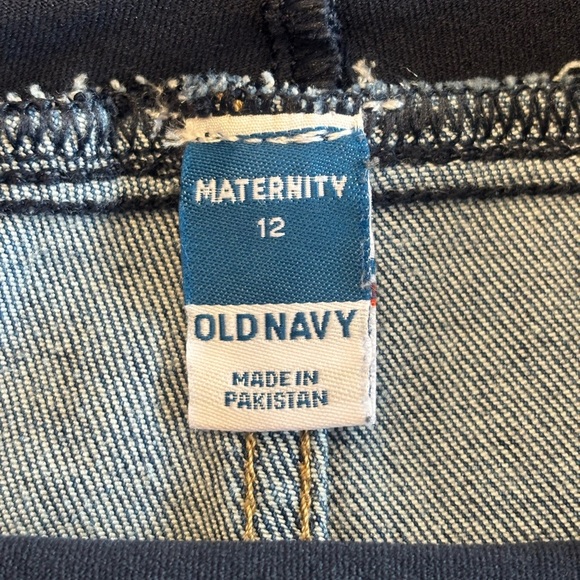 MATERNITY
12
OLD NAVY
MADE IN
PAKISTAN